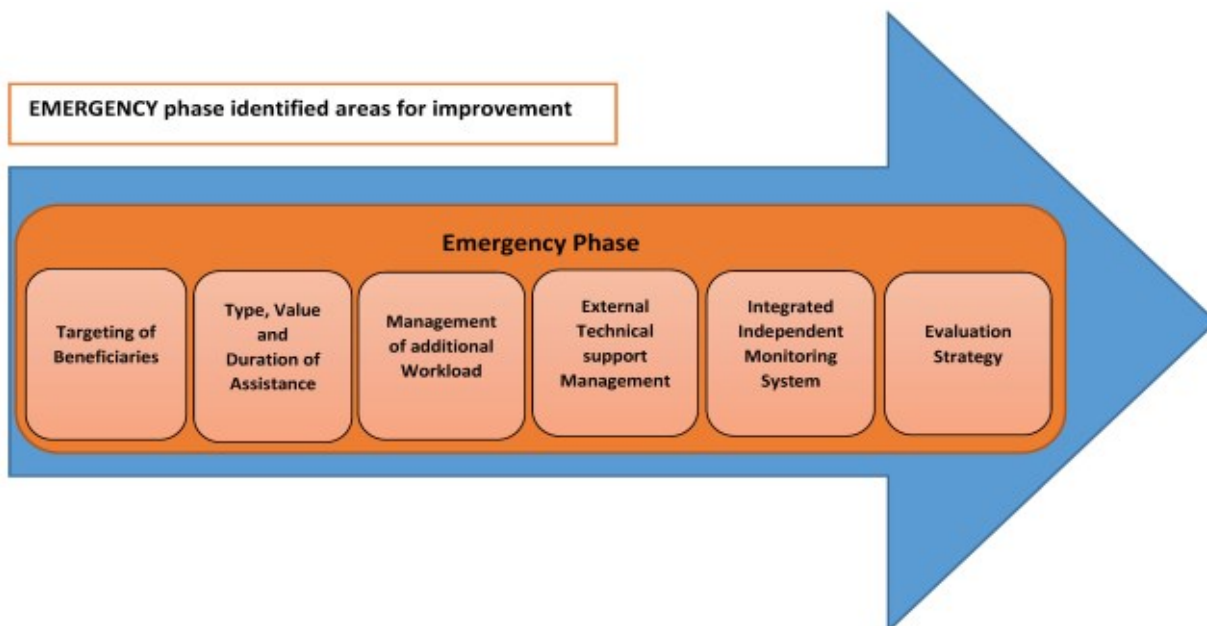 EMERGENCY phase identified areas for improvement
Emergency Phase
Targeting of
Beneficiaries
Type, Value
and
Duration of
Assistance
Management
of additional
Workload
External
Technical
support
Management
Integrated
Independent
Monitoring
System
Evaluation
Strategy